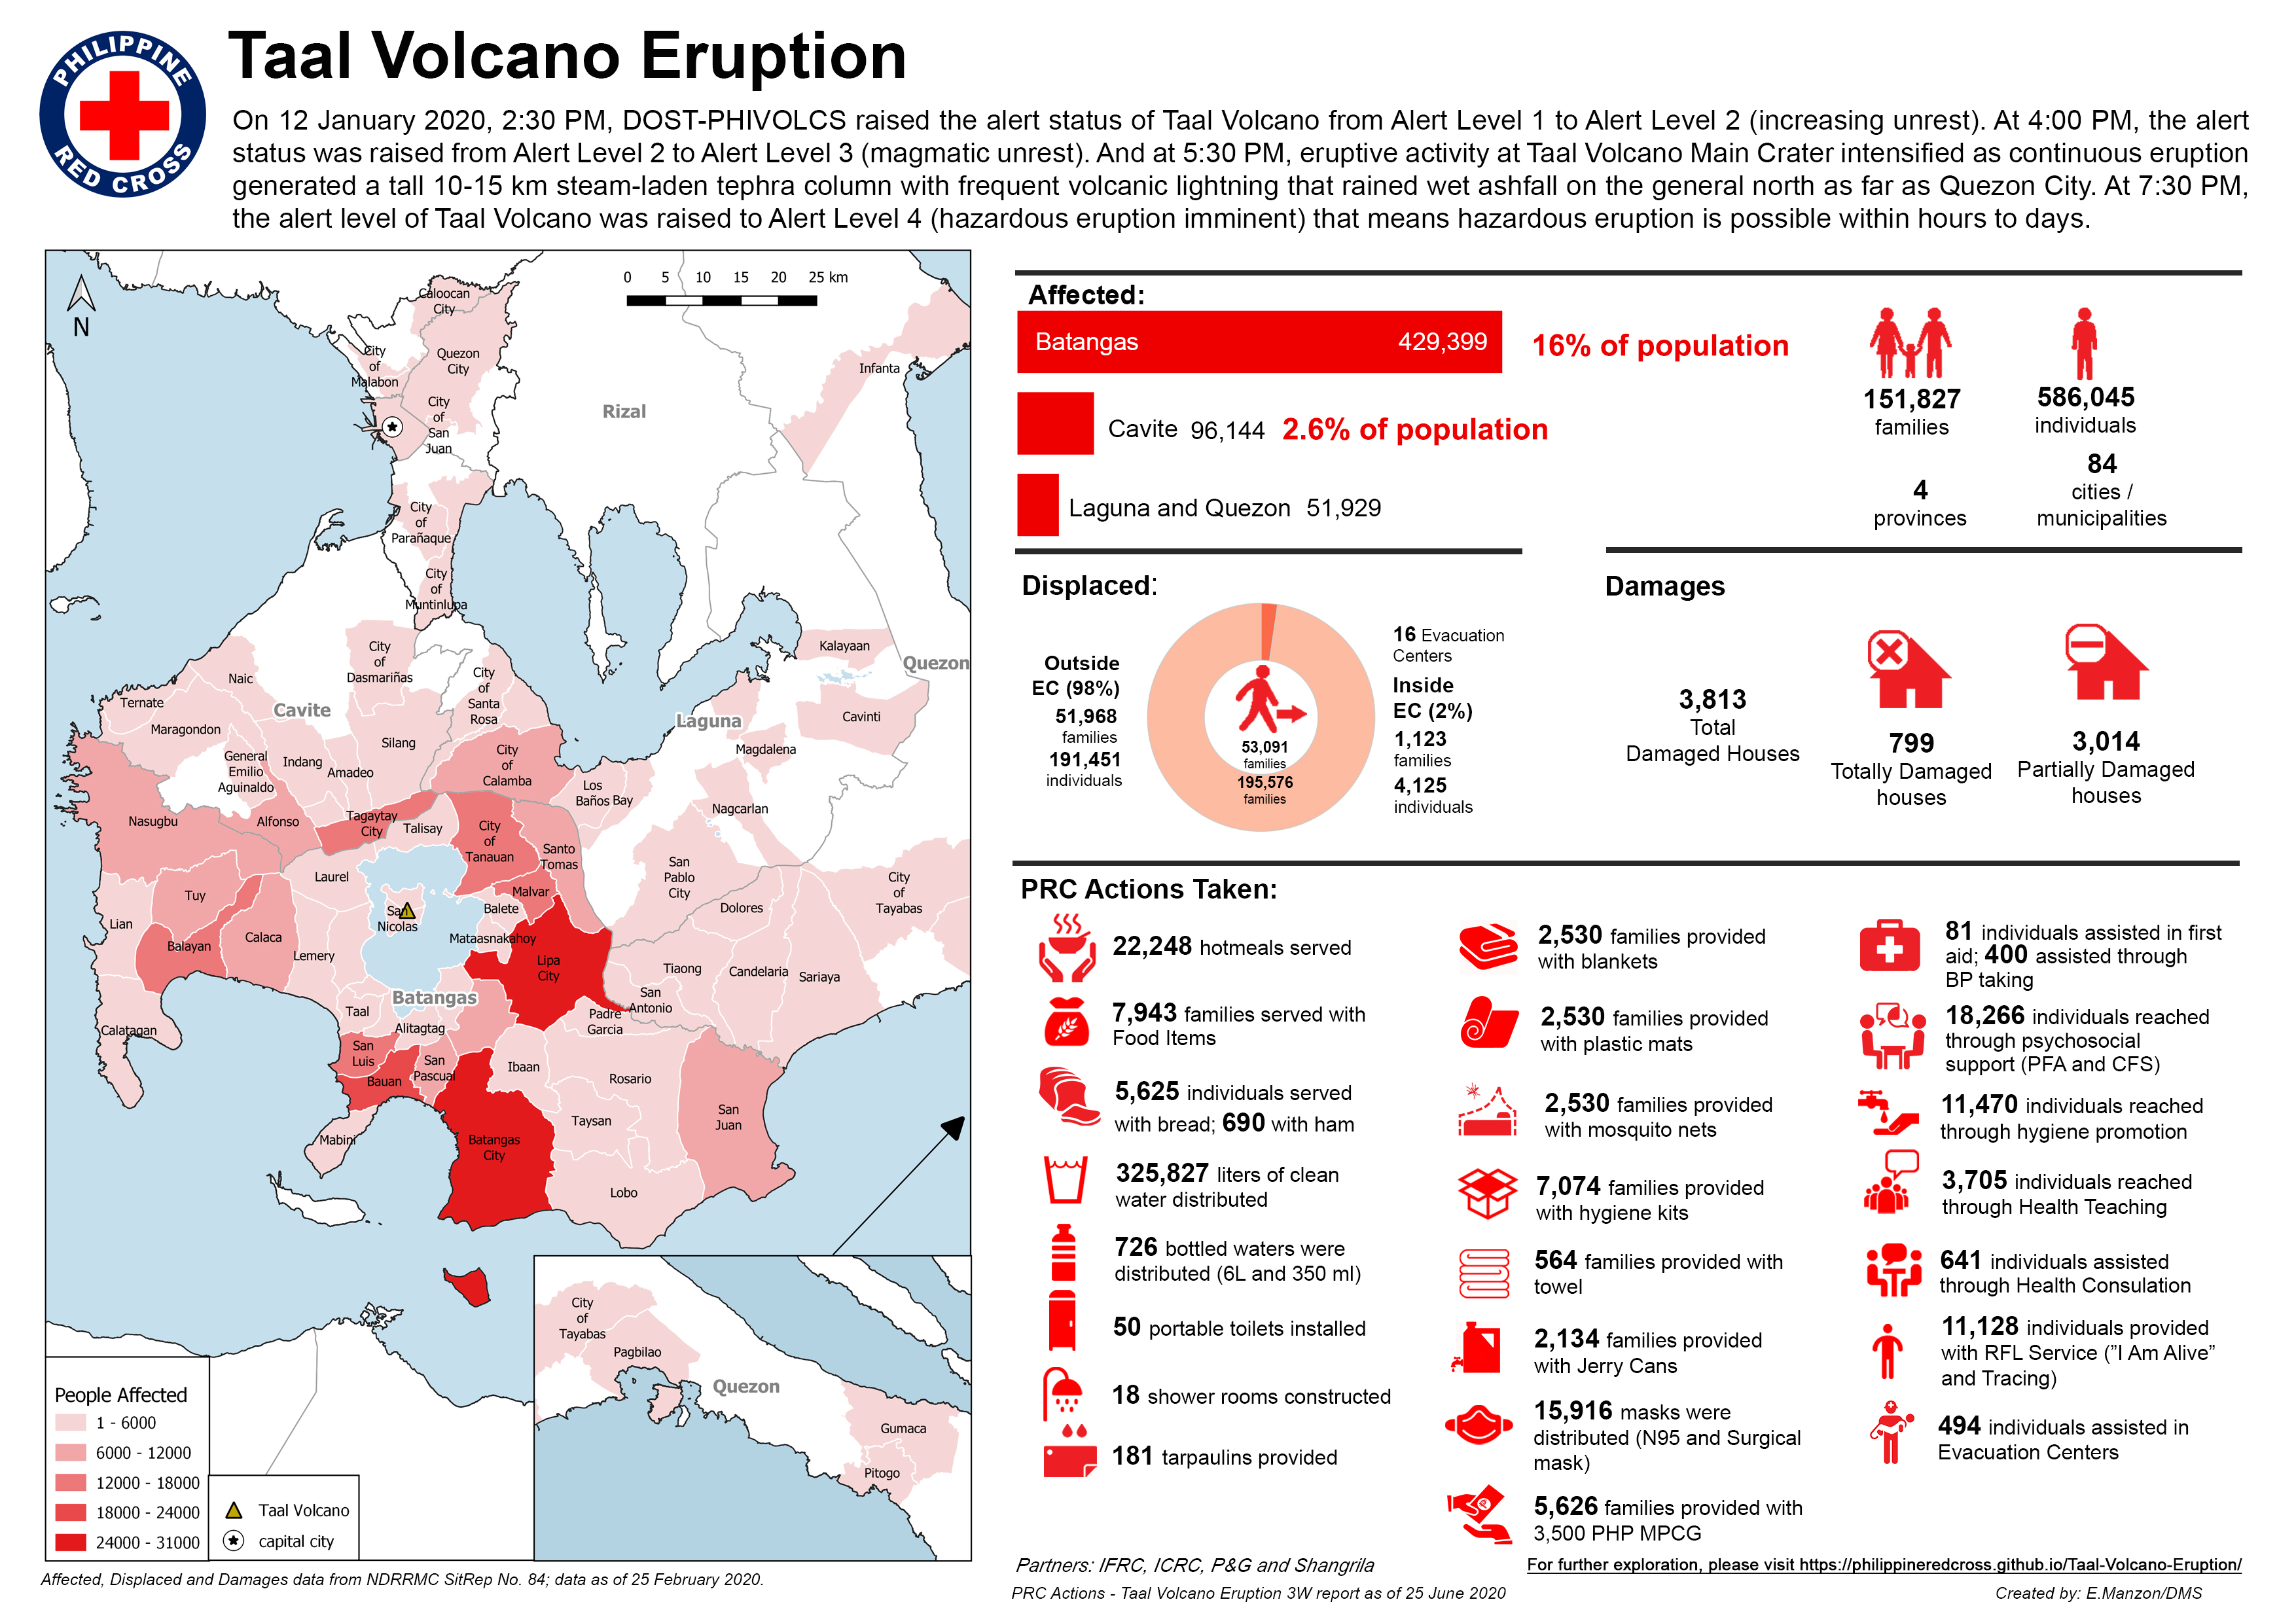 PHILIPPINE
RED CROSS
Taal Volcano Eruption
On 12 January 2020, 2:30 PM, DOST-PHIVOLCS raised the alert status of Taal Volcano from Alert Level 1 to Alert Level 2 (increasing unrest). At 4:00 PM, the alert
status was raised from Alert Level 2 to Alert Level 3 (magmatic unrest). And at 5:30 PM, eruptive activity at Taal Volcano Main Crater intensified as continuous eruption
generated a tall 10-15 km steam-laden tephra column with frequent volcanic lightning that rained wet ashfall on the general north as far as Quezon City. At 7:30 PM,
the alert level of Taal Volcano was raised to Alert Level 4 (hazardous eruption imminent) that means hazardous eruption is possible within hours to days.
N
0 5 10 15 20 25 km
Caloocan
City
City
of
Malabon
Quezon
City
City
of
San
Juan
Rizal
Infanta
City
of
Parañaque
City
of
Muntinlupa
Kalayaan
Quezon
City
of
Dasmariñas
Naic
City
of
Santa
Rosa
Ternate
Cavite
Laguna
Cavinti
Maragondon
Silang
Magdalena
General
Emilio
Aguinaldo
Indang
Amadeo
City
of
Calamba
Los
Baños
Bay
Nagcarlan
Nasugbu
Alfonso
Tagaytay
City
Talisay
City
of
Tanauan
Santo
Tomas
San
Pablo
City
City
of
Tayabas
Laurel
Tuy
Malvar
Balete
Dolores
San
Nicolas
Lian
Balayan
Calaca
Lemery
Mataasnakahoy
Lipa
City
Tiaong
Candelaria
Sariaya
Batangas
San
Antonio
Taal
Padre
Garcia
Alitagtag
Calatagan
San
Luis
San
Pascual
Bauan
Ibaan
Rosario
San
Juan
Taysan
Mabini
Batangas
City
Lobo
City
of
Tayabas
Pagbilao
Quezon
Gumaca
Pitogo
People Affected
1 - 6000
6000 - 12000
12000 - 18000
18000 - 24000
24000 - 31000
Taal Volcano
capital city
Affected, Displaced and Damages data from NDRRMC SitRep No. 84; data as of 25 February 2020.
Affected:
Batangas 429,399 16% of population
Cavite 96,144 2.6% of population
Laguna and Quezon 51,929
151,827
families
586,045
individuals
4
provinces
84
cities /
municipalities
Displaced:
Outside
EC (98%)
51,968
families
191,451
individuals
53,091
families
195,576
families
16 Evacuation
Centers
Inside
EC (2%)
1,123
families
4,125
individuals
Damages
3,813
Total
Damaged Houses
799
Totally Damaged
houses
3,014
Partially Damaged
houses
PRC Actions Taken:
22,248 hotmeals served
7,943 families served with
Food Items
5,625 individuals served
with bread; 690 with ham
325,827 liters of clean
water distributed
726 bottled waters were
distributed (6L and 350 ml)
50 portable toilets installed
18 shower rooms constructed
181 tarpaulins provided
2,530 families provided
with blankets
2,530 families provided
with plastic mats
2,530 families provided
with mosquito nets
7,074 families provided
with hygiene kits
564 families provided with
towel
2,134 families provided
with Jerry Cans
15,916 masks were
distributed (N95 and Surgical
mask)
5,626 families provided with
3,500 PHP MPCG
81 individuals assisted in first
aid; 400 assisted through
BP taking
18,266 individuals reached
through psychosocial
support (PFA and CFS)
11,470 individuals reached
through hygiene promotion
3,705 individuals reached
through Health Teaching
641 individuals assisted
through Health Consulation
11,128 individuals provided
with RFL Service ("I Am Alive"
and Tracing)
494 individuals assisted in
Evacuation Centers
Partners: IFRC, ICRC, P&G and Shangrila
For further exploration, please visit https://philippineredcross.github.io/Taal-Volcano-Eruption/
PRC Actions - Taal Volcano Eruption 3W report as of 25 June 2020
Created by: E.Manzon/DMS